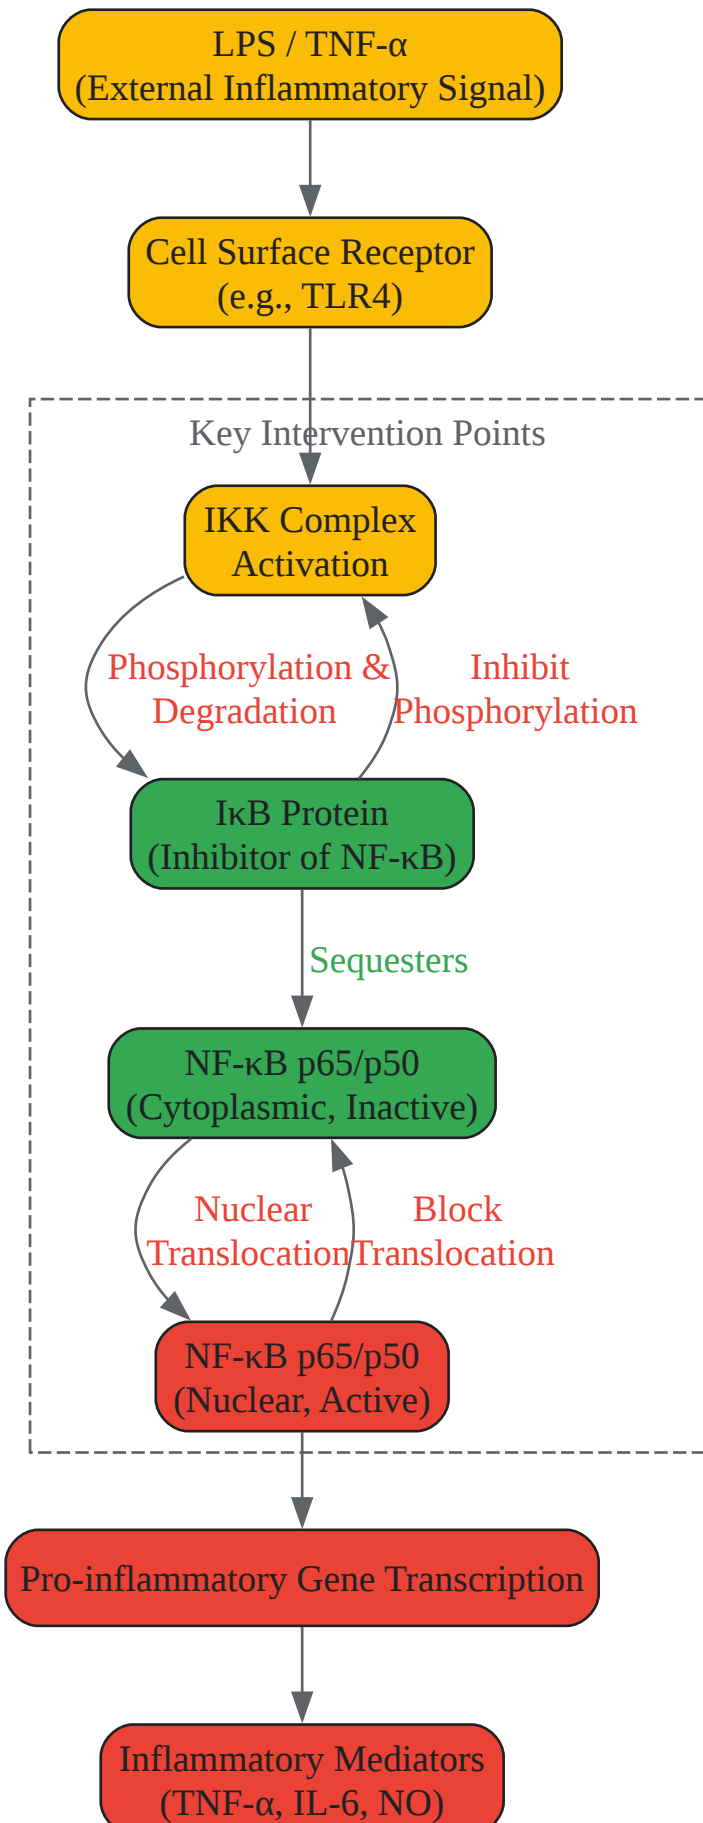 LPS / TNF-α
(External Inflammatory Signal)
Cell Surface Receptor
(e.g., TLR4)
Key Intervention Points
IKK Complex
Activation
Phosphorylation &
Degradation
Inhibit
Phosphorylation
IκB Protein
(Inhibitor of NF-κB)
Sequesters
NF-κB p65/p50
(Cytoplasmic, Inactive)
Nuclear
Translocation
Block
Translocation
NF-κB p65/p50
(Nuclear, Active)
Pro-inflammatory Gene Transcription
Inflammatory Mediators
(TNF-α, IL-6, NO)